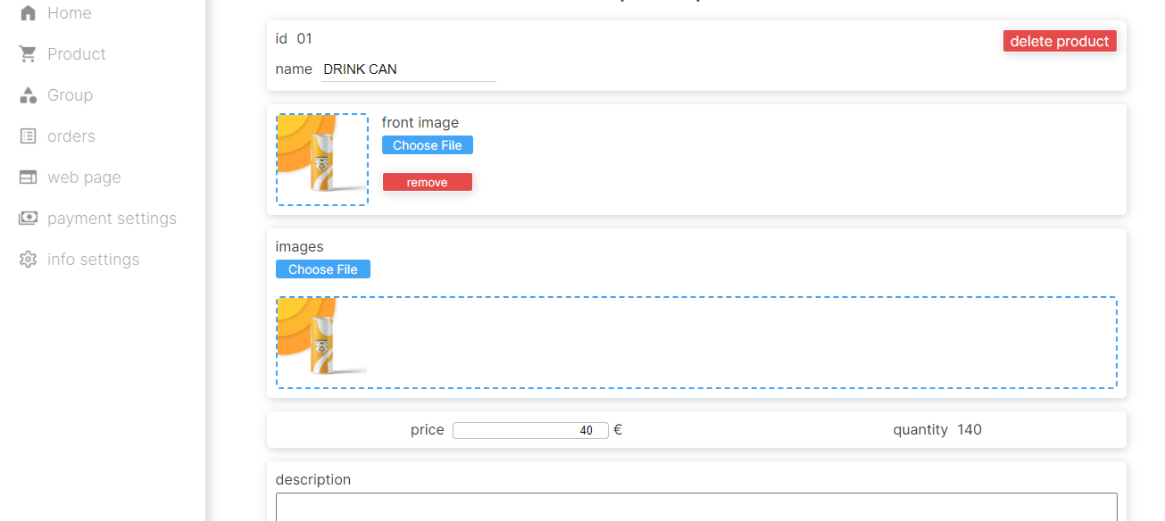 Home
Product
Group
orders
web page
payment settings
info settings
id 01
delete product
name DRINK CAN
front image
Choose File
remove
images
Choose File
price 40 €
quantity 140
description